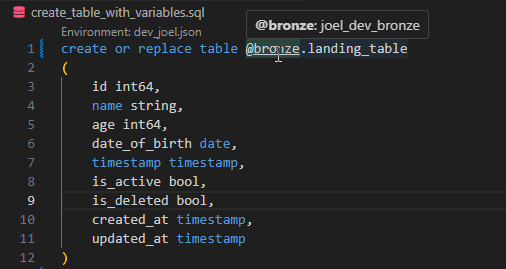 create_table_with_variables.sql
@bronze: joel_dev_bronze
Environment: dev_joel.json
1 create or replace table @bronze.landing_table
2 (
3 id int64,
4 name string,
5 age int64,
6 date_of_birth date,
7 timestamp timestamp,
8 is_active bool,
9 is_deleted bool,
10 created_at timestamp,
11 updated_at timestamp
12 )